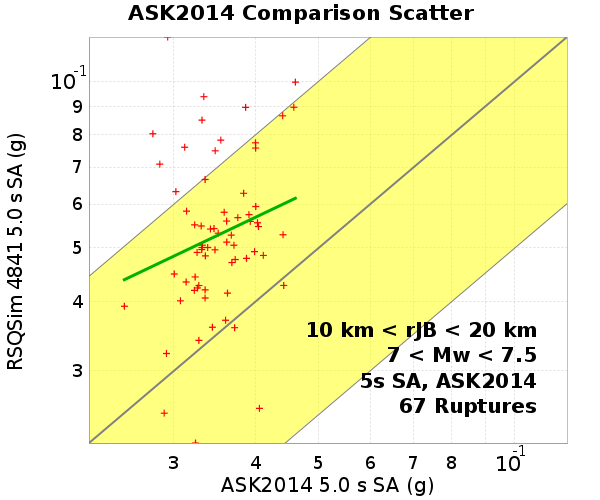 ASK2014 Comparison Scatter
RSQSim 4841 5.0 s SA (g)
10-1
9
8
7
6
5
4
3
10 km < rJB < 20 km
7 < Mw < 7.5
5s SA, ASK2014
67 Ruptures
3 4 5 6 7 8 10-1
ASK2014 5.0 s SA (g)